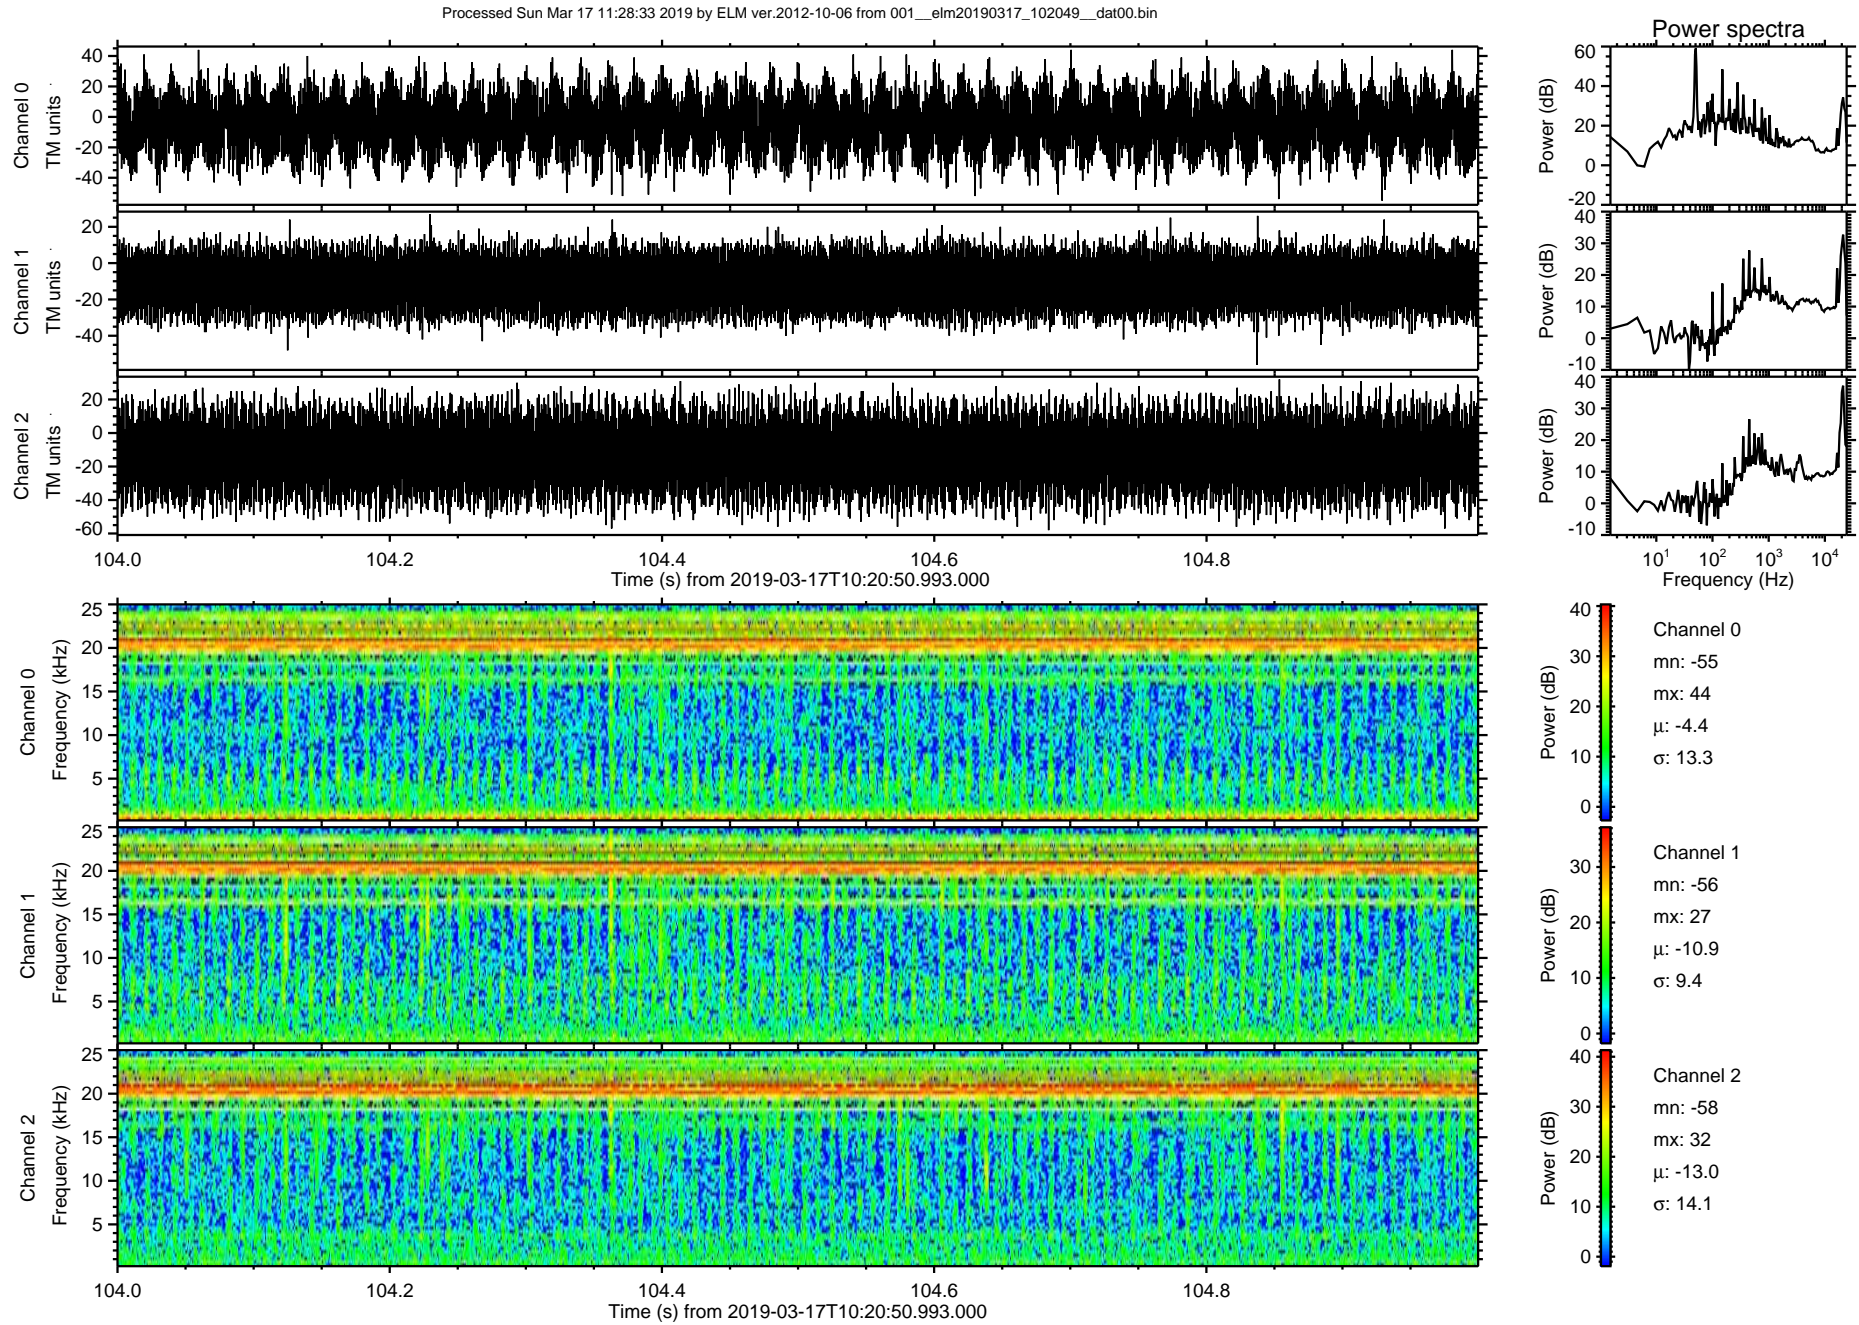 Processed Sun Mar 17 11:28:33 2019 by ELM ver.2012-10-06 from 001__elm20190317_102049__dat00.bin
Power spectra
Channel 0
TM units
40
20
0
-20
-40
Power (dB)
60
40
20
0
-20
Channel 1
TM units
20
0
-20
-40
Power (dB)
40
30
20
10
0
-10
Channel 2
TM units
20
0
-20
-40
-60
Power (dB)
40
30
20
10
0
-10
104.0 104.2 104.4 104.6 104.8
Time (s) from 2019-03-17T10:20:50.993.000
10^1 10^2 10^3 10^4
Frequency (Hz)
Channel 0
Frequency (kHz)
25
20
15
10
5
Power (dB)
40
30
20
10
0
Channel 0
mn: -55
mx: 44
μ: -4.4
σ: 13.3
Channel 1
Frequency (kHz)
25
20
15
10
5
Power (dB)
30
20
10
0
Channel 1
mn: -56
mx: 27
μ: -10.9
σ: 9.4
Channel 2
Frequency (kHz)
25
20
15
10
5
Power (dB)
40
30
20
10
0
Channel 2
mn: -58
mx: 32
μ: -13.0
σ: 14.1
104.0 104.2 104.4 104.6 104.8
Time (s) from 2019-03-17T10:20:50.993.000